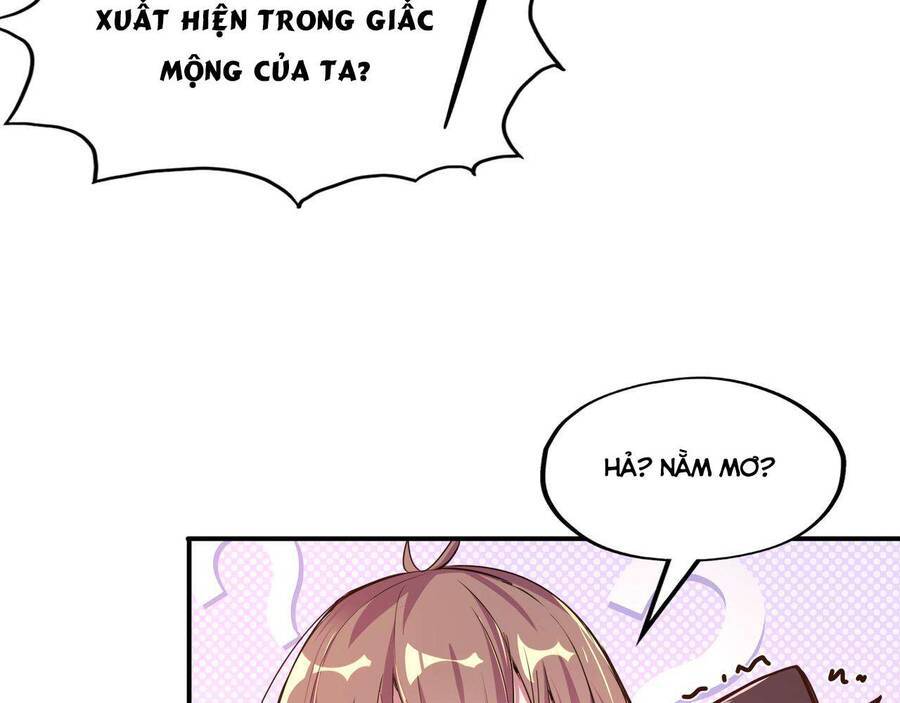 XUẤT HIỆN TRONG GIẤC
MỘNG CỦA TA?
HẢ? NẰM MƠ?